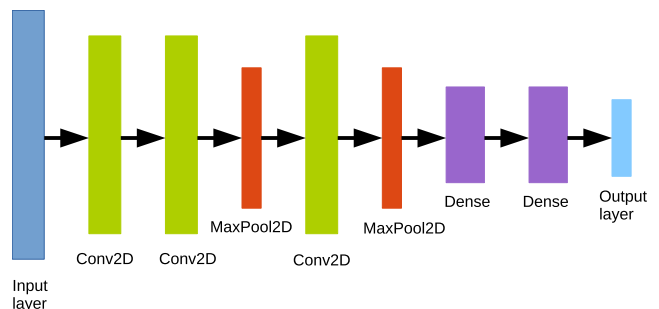 Input
layer
Conv2D
Conv2D
MaxPool2D
Conv2D
MaxPool2D
Dense
Dense
Output
layer